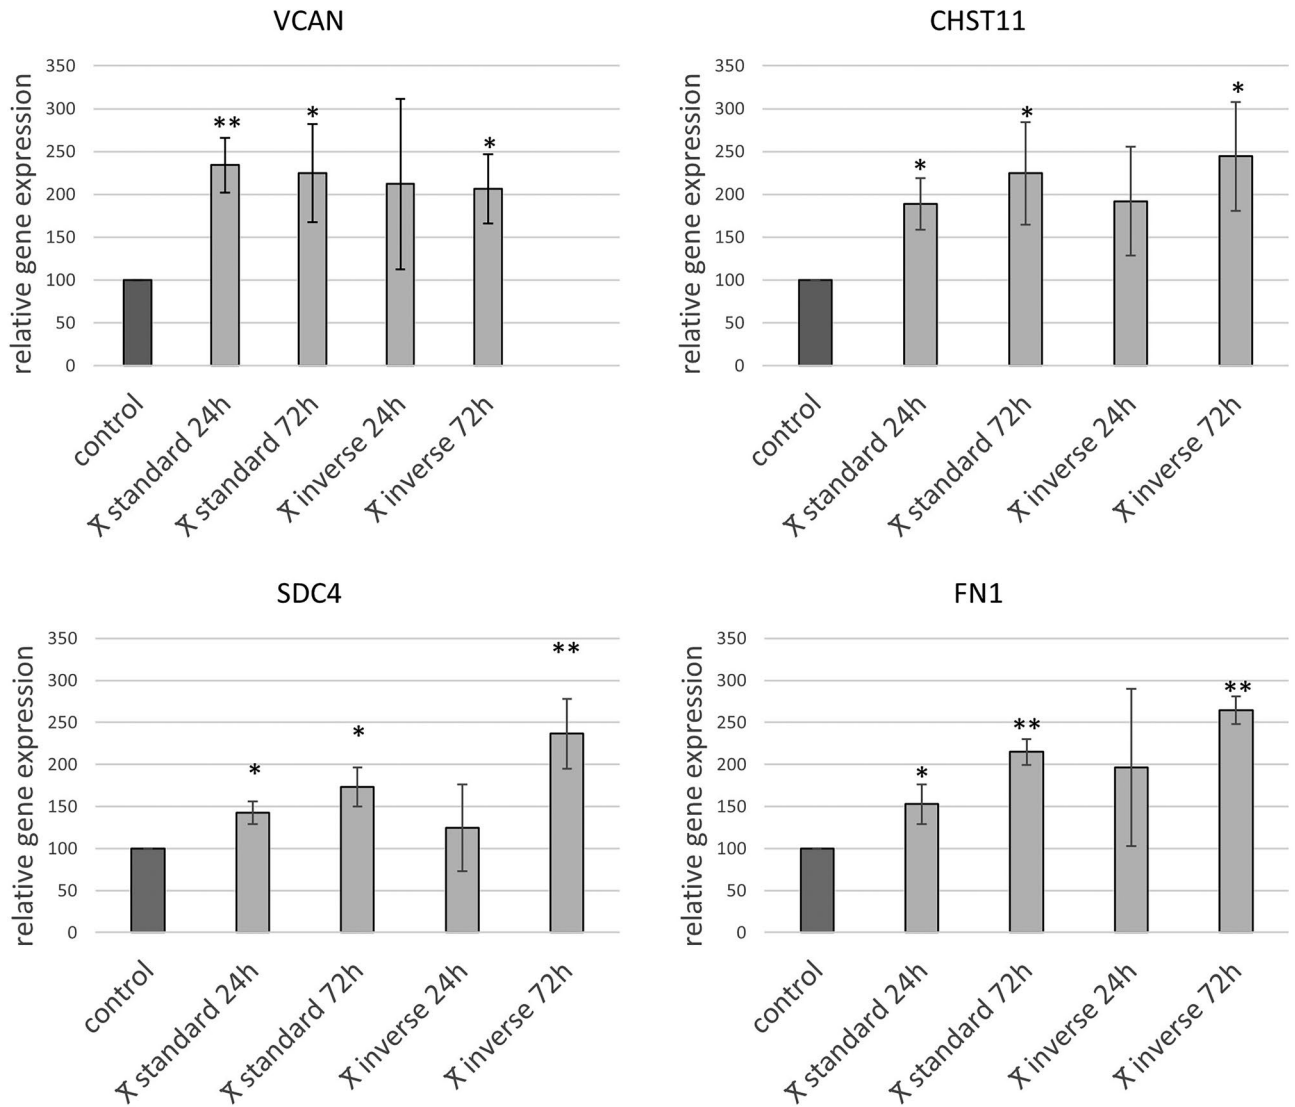 VCAN
relative gene expression
350
300
250
200
150
100
50
0
**
*
*
control
X̄ standard 24h
X̄ standard 72h
X̄ inverse 24h
X̄ inverse 72h
CHST11
relative gene expression
350
300
250
200
150
100
50
0
*
*
*
control
X̄ standard 24h
X̄ standard 72h
X̄ inverse 24h
X̄ inverse 72h
SDC4
relative gene expression
350
300
250
200
150
100
50
0
*
*
**
control
X̄ standard 24h
X̄ standard 72h
X̄ inverse 24h
X̄ inverse 72h
FN1
relative gene expression
350
300
250
200
150
100
50
0
*
**
**
control
X̄ standard 24h
X̄ standard 72h
X̄ inverse 24h
X̄ inverse 72h